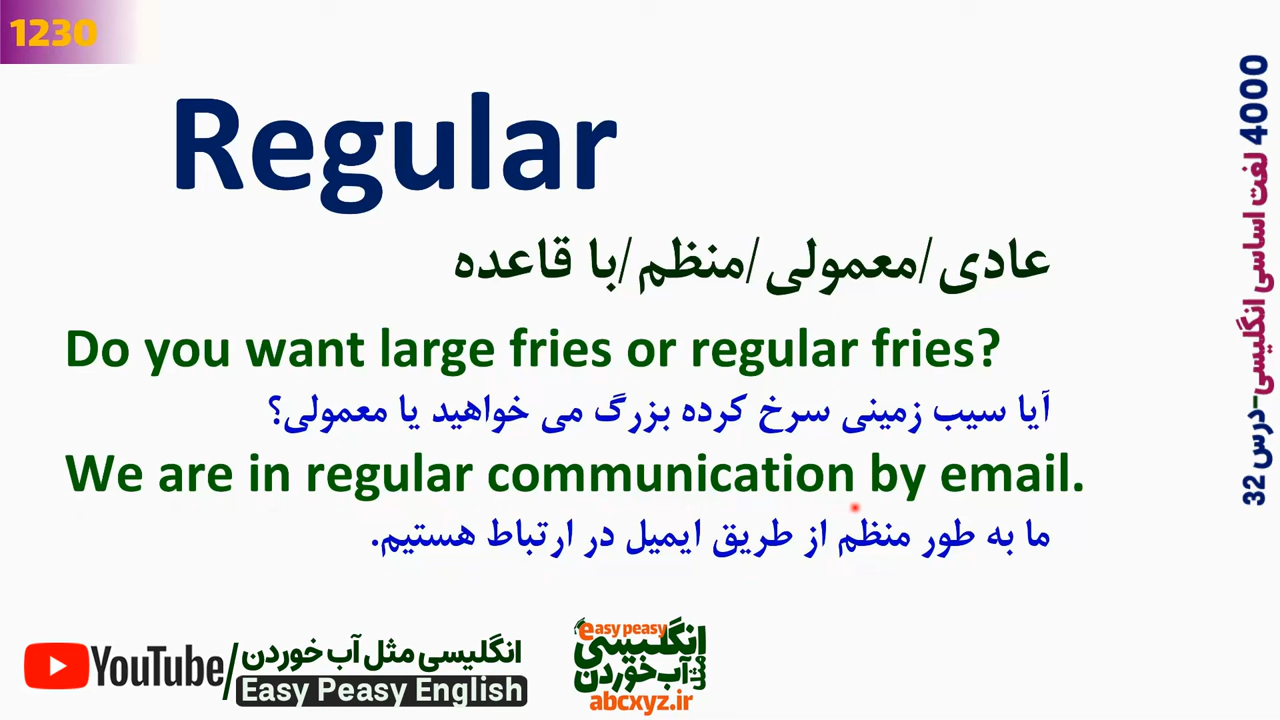 1230
Regular
عادی/معمولی/منظم/با قاعده
Do you want large fries or regular fries?
آیا سیب زمینی سرخ کرده بزرگ می خواهید یا معمولی؟
We are in regular communication by email.
ما به طور منظم از طریق ایمیل در ارتباط هستیم.
4000 لغت اساسی انگلیسی-درس 32
YouTube/انگلیسی مثل آب خوردن
Easy Peasy English
easy peasy
انگلیسی
مثل آب خوردن
abcxyz.ir